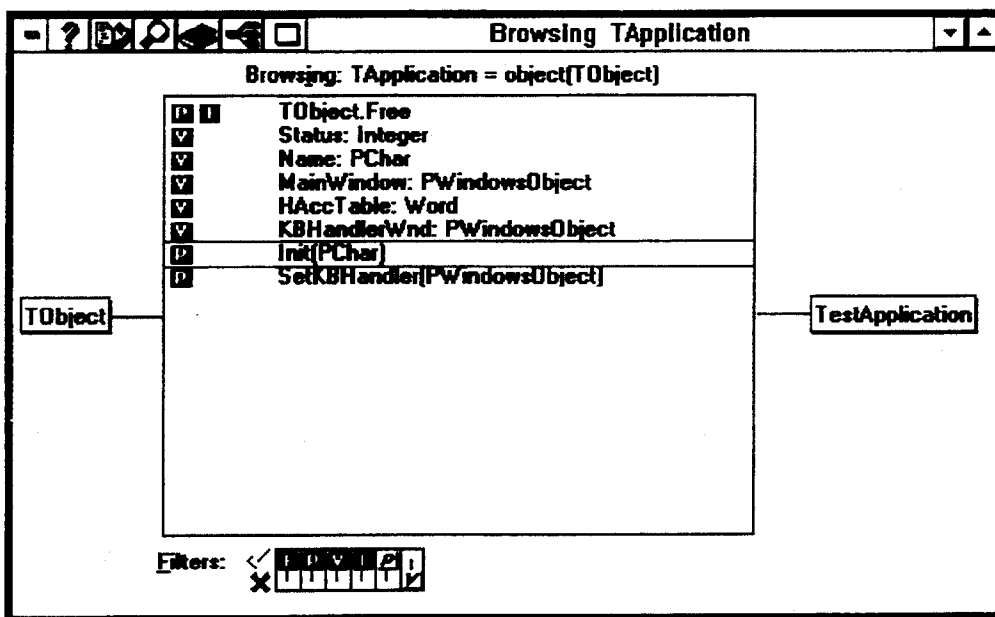 Browsing TApplication
Browsing: TApplication = object(TObject)
P I TObject.Free
V Status: Integer
V Name: PChar
V MainWindow: PWindowsObject
V HAccTable: Word
V KBHandlerWnd: PWindowsObject
P Init(PChar)
P SetKBHandler(PWindowsObject)
TObject
TestApplication
Filters: